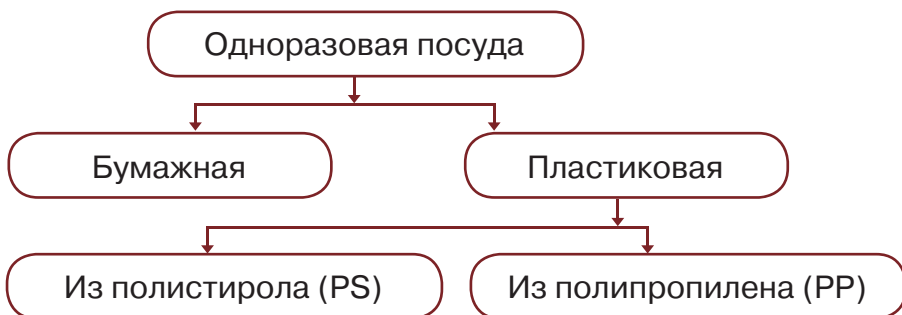 Одноразовая посуда
Бумажная
Пластиковая
Из полистирола (PS)
Из полипропилена (PP)